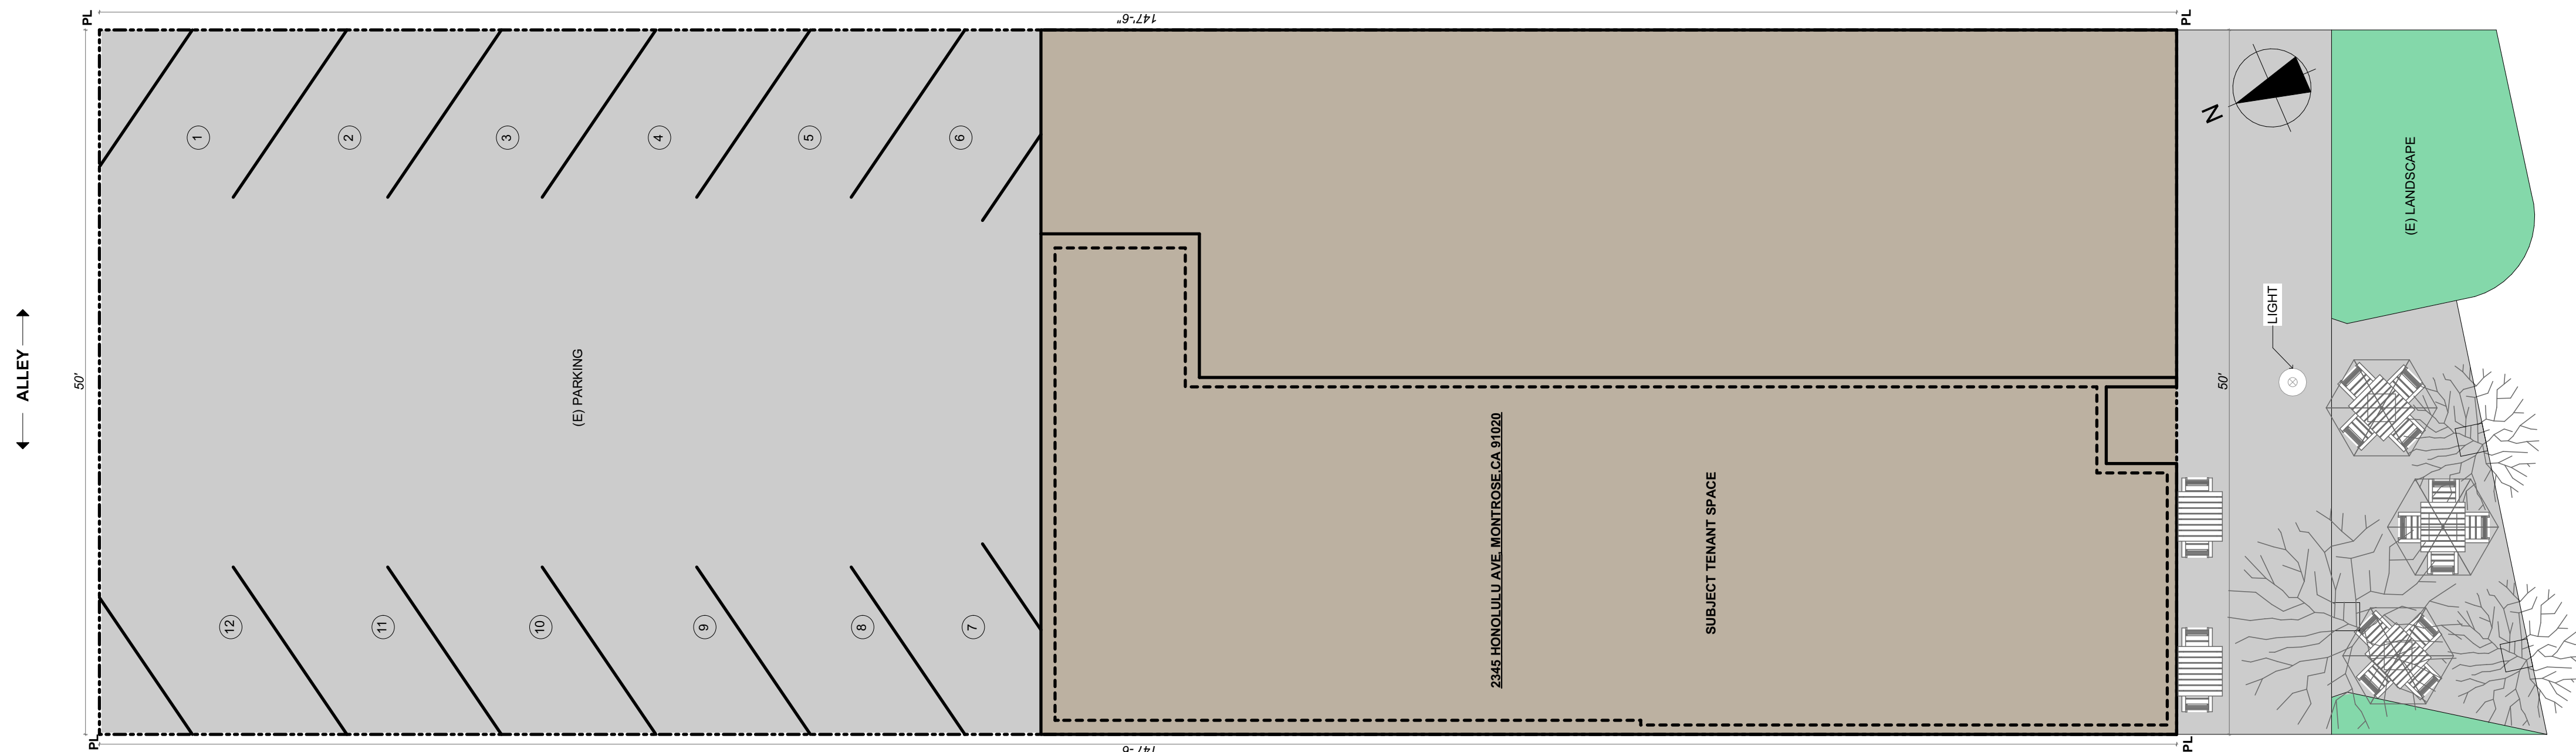 PL
147'-6"
PL
1
2
3
4
5
6
N
(E) LANDSCAPE
LIGHT
ALLEY
50'
(E) PARKING
50'
2345 HONOLULU AVE, MONTROSE,CA 91020
SUBJECT TENANT SPACE
12
11
10
9
8
7
PL
147'-6
PL